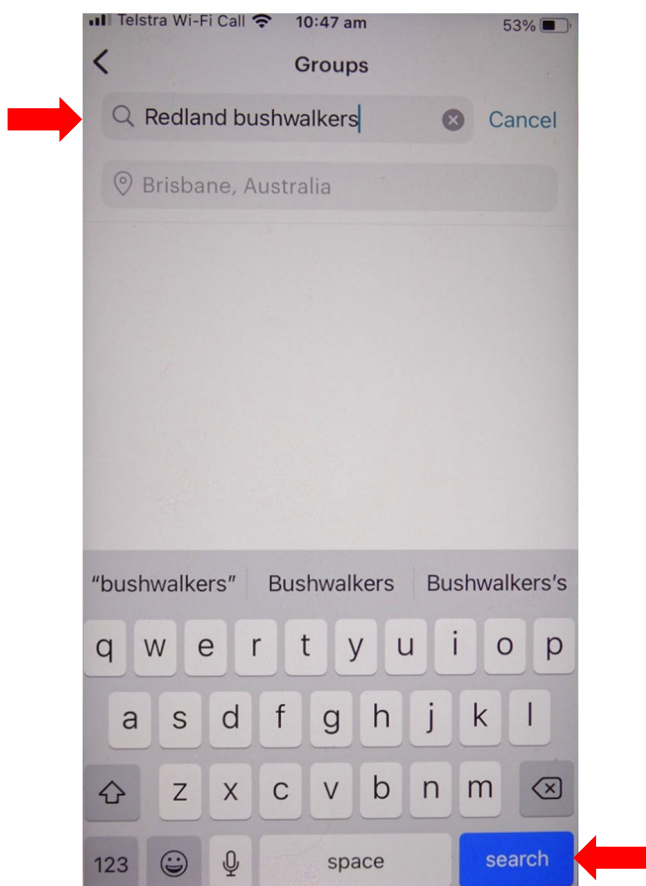 Telstra Wi-Fi Call 10:47 am 53%
Groups
Redland bushwalkers Cancel
Brisbane, Australia
“bushwalkers” Bushwalkers Bushwalkers's
q w e r t y u i o p
a s d f g h j k l
z x c v b n m
123 space search